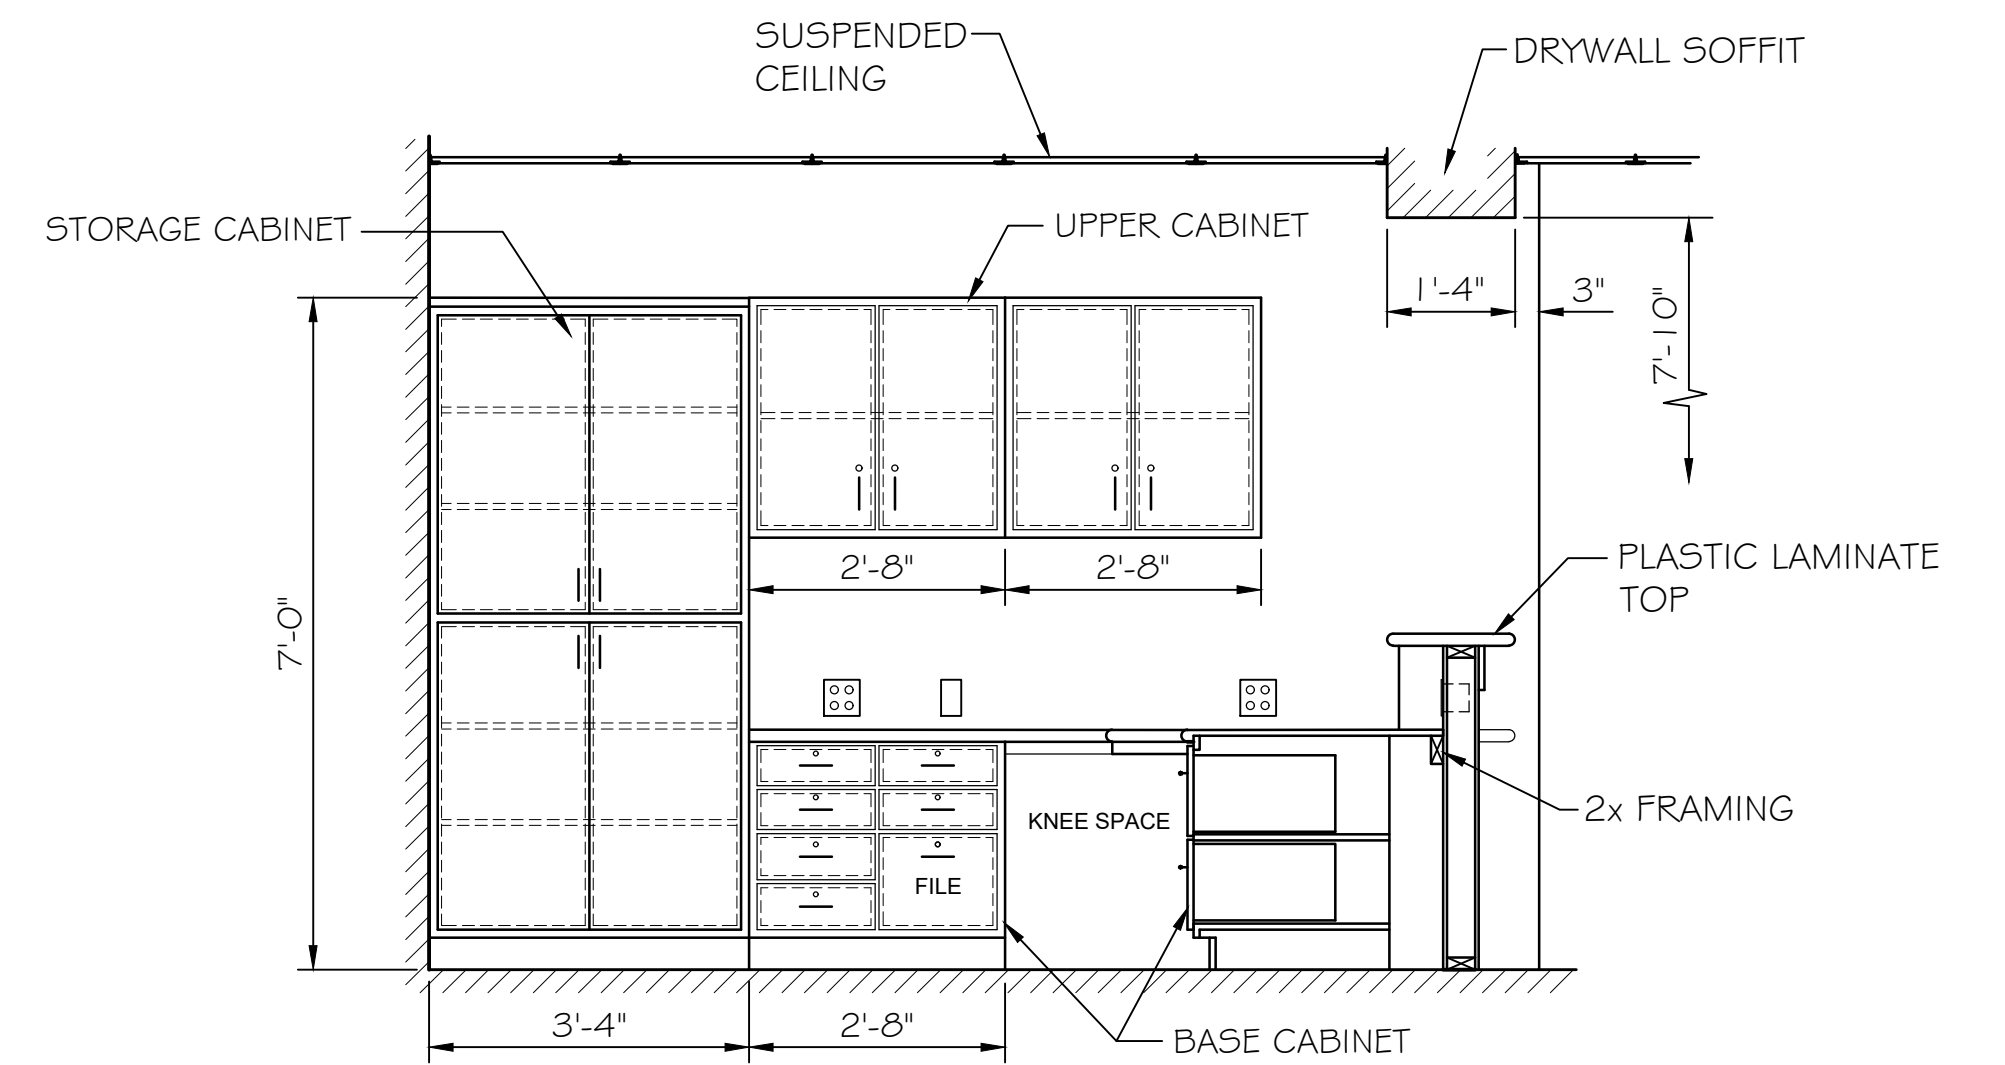 SUSPENDED
CEILING
DRYWALL SOFFIT
STORAGE CABINET
UPPER CABINET
1'-4"
3"
7'-10"
2'-8"
2'-8"
PLASTIC LAMINATE
TOP
7'-0"
KNEE SPACE
2x FRAMING
FILE
3'-4"
2'-8"
BASE CABINET